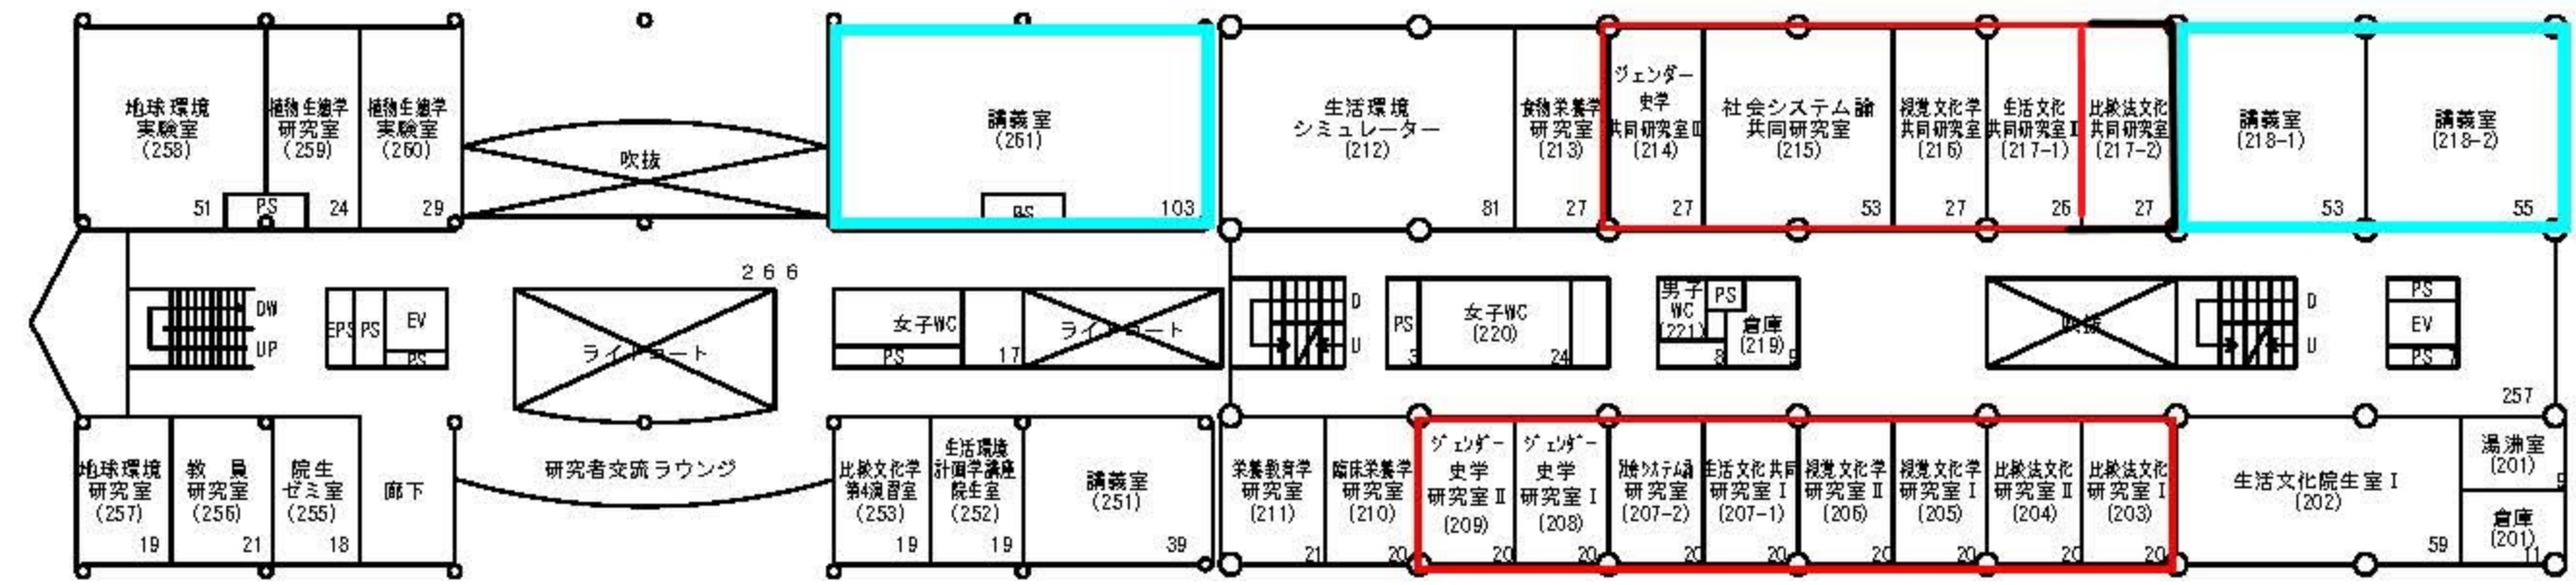 地球環境
実験室
(258)
51
PS
植物生態学
研究室
(259)
24
植物生態学
実験室
(260)
29
吹抜
講義室
(261)
PS
103
生活環境
シミュレーター
(212)
81
食物栄養学
研究室
(213)
27
ジェンダー
史学
共同研究室Ⅱ
(214)
27
社会システム論
共同研究室
(215)
53
視覚文化学
共同研究室
(216)
27
生活文化
共同研究室Ⅱ
(217-1)
26
比較法文化
共同研究室
(217-2)
27
講義室
(218-1)
53
講義室
(218-2)
55
DW
UP
EPS
PS
EV
PS
266
ライトコート
女子WC
PS
17
ライトコート
D
U
PS
3
女子WC
(220)
24
男子
WC
(221)
8
PS
倉庫
(219)
9
吹抜
D
U
PS
EV
PS
257
地球環境
研究室
(257)
19
教 員
研究室
(256)
21
院生
ゼミ室
(255)
18
廊下
研究者交流ラウンジ
比較文化学
第4演習室
(253)
19
生活環境
計画学講座
院生室
(252)
19
講義室
(251)
39
栄養教育学
研究室
(211)
21
臨床栄養学
研究室
(210)
20
ジェンダー
史学
研究室Ⅱ
(209)
20
ジェンダー
史学
研究室Ⅰ
(208)
20
社会システム論
研究室
(207-2)
20
生活文化共同
研究室Ⅰ
(207-1)
20
視覚文化学
研究室Ⅱ
(206)
20
視覚文化学
研究室Ⅰ
(205)
20
比較法文化
研究室Ⅱ
(204)
20
比較法文化
研究室Ⅰ
(203)
20
生活文化院生室Ⅰ
(202)
59
湯沸室
(201)
倉庫
(201)
11